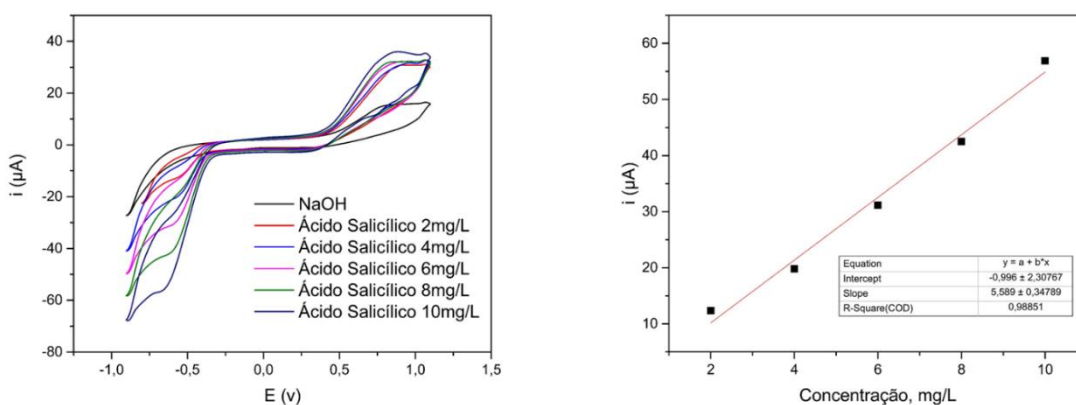 40
20
0
-20
-40
-60
-80
i (µA)
NaOH
Ácido Salicílico 2mg/L
Ácido Salicílico 4mg/L
Ácido Salicílico 6mg/L
Ácido Salicílico 8mg/L
Ácido Salicílico 10mg/L
-1,0 -0,5 0,0 0,5 1,0 1,5
E (v)
60
50
40
30
20
10
i (µA)
Equation y = a + b*x
Intercept -0,996 ± 2,30767
Slope 5,589 ± 0,34789
R-Square(COD) 0,98851
2 4 6 8 10
Concentração, mg/L